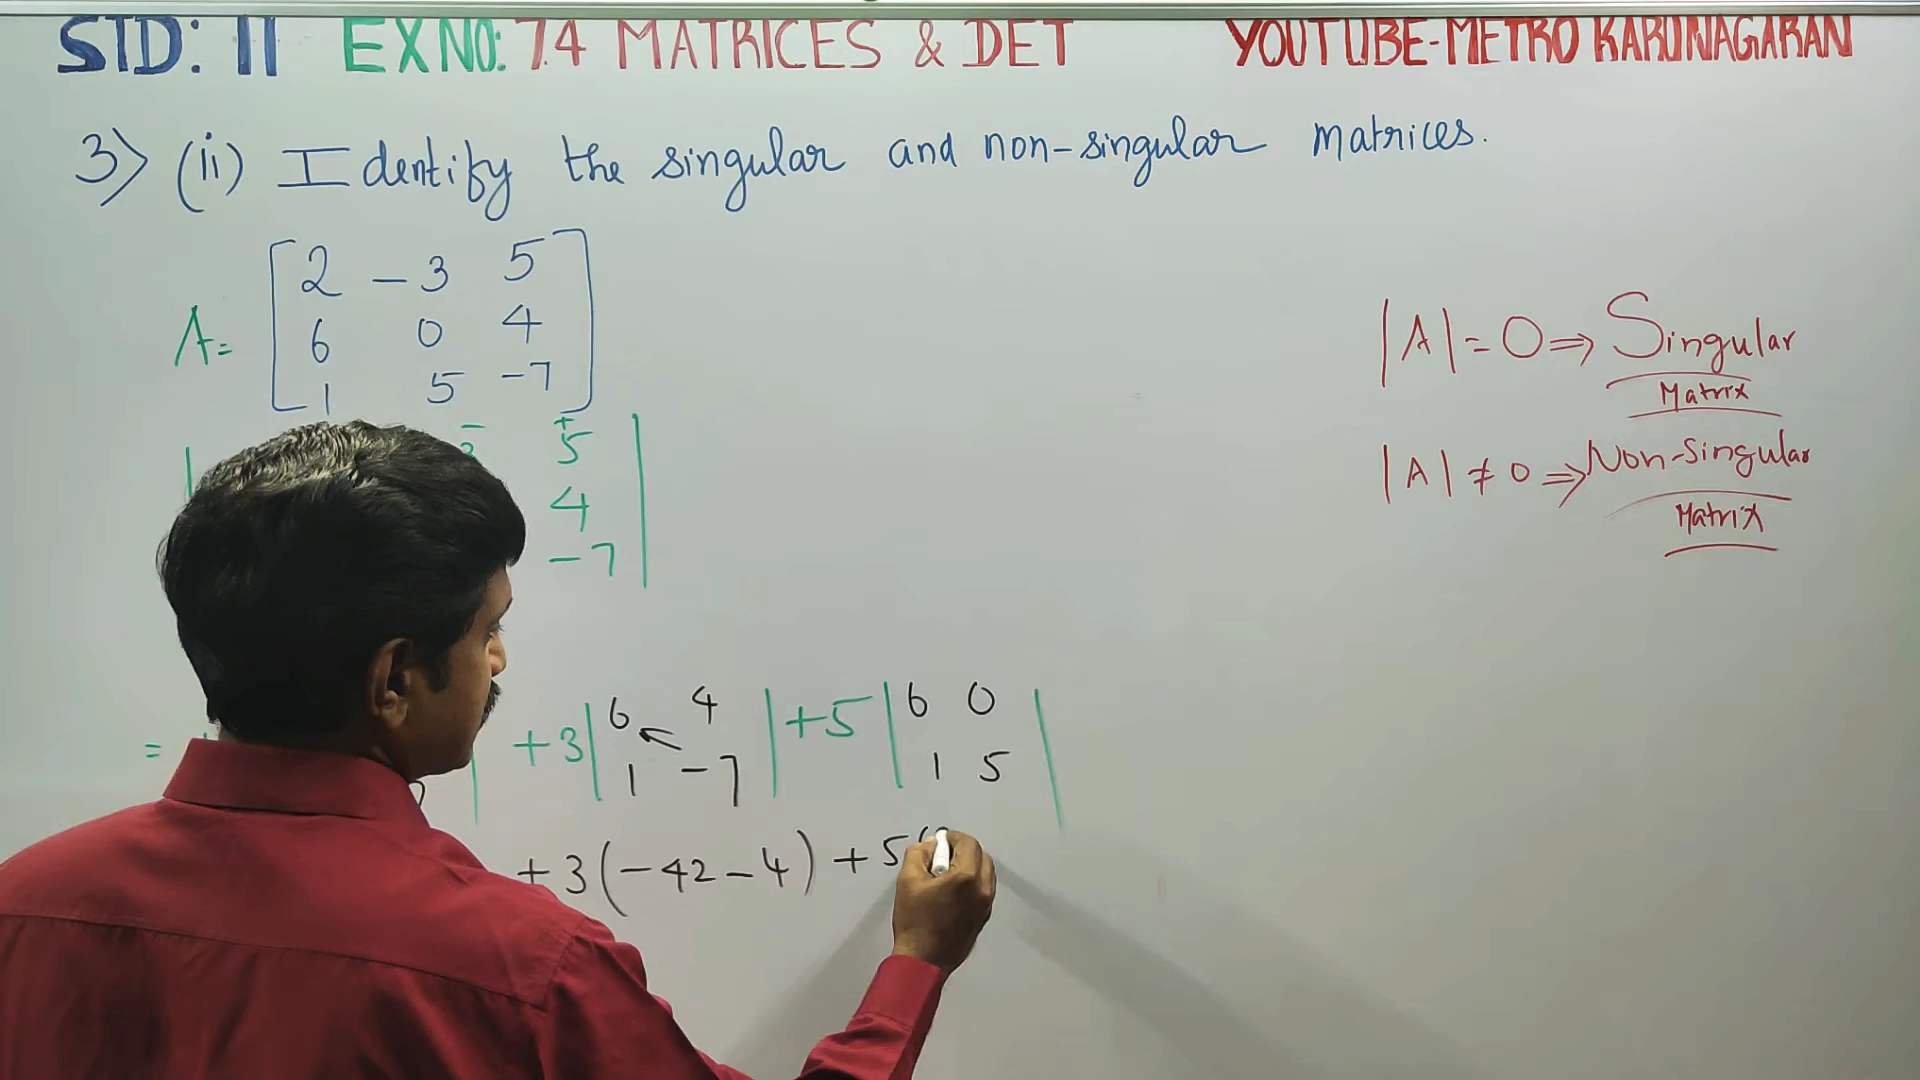 STD: 11 EXNO: 7.4 MATRICES & DET YOUTUBE-METRO KARUNAGARAN
3) (ii) Identify the singular and non-singular matrices.
A= [2 -3 5
6 0 4
1 5 -7]
- +
5
4
-7
|A| = 0 ⇒ Singular
Matrix
|A| ≠ 0 ⇒ Non-Singular
Matrix
= +3 |6 4 | +5 |6 0|
1 -7 1 5
+3(-42-4) +5(